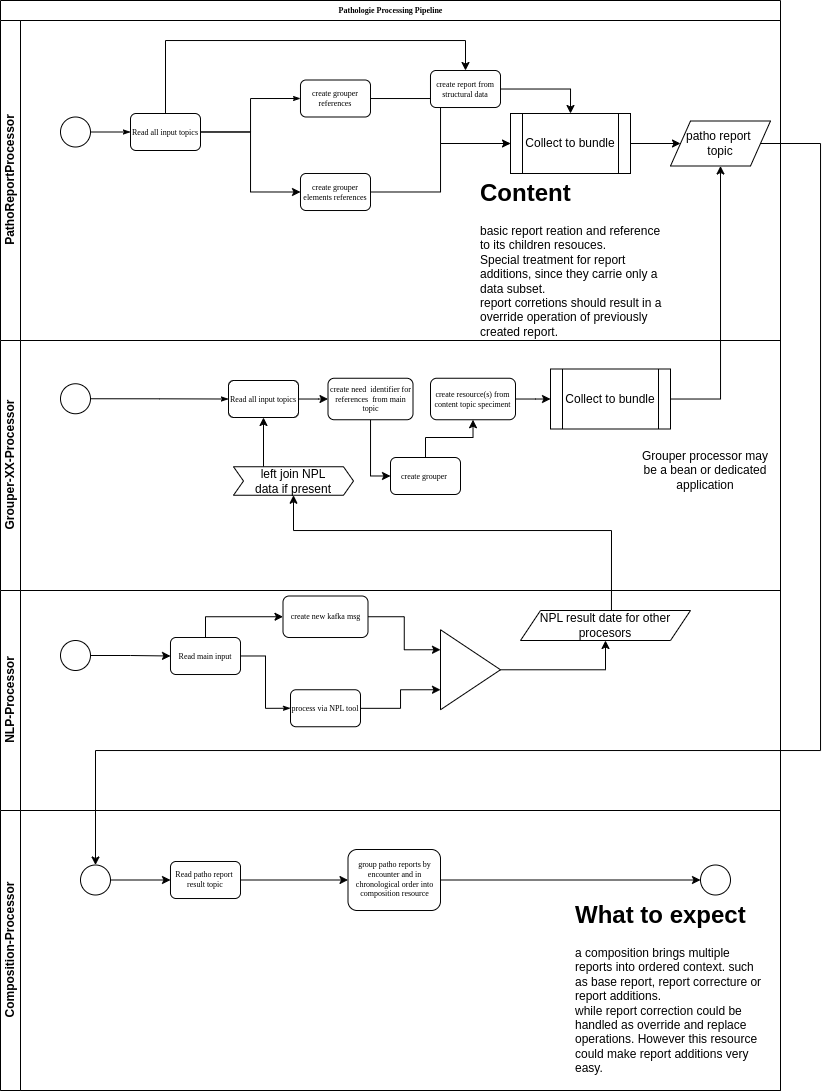 Pathologie Processing Pipeline
PathoReportProcessor
Read all input topics
create grouper
references
create grouper
elements references
create report from
structural data
Collect to bundle
patho report
topic
Content
basic report reation and reference
to its children resouces.
Special treatment for report
additions, since they carrie only a
data subset.
report corretions should result in a
override operation of previously
created report.
Grouper-XX-Processor
Read all input topics
create need identifier for
references from main
topic
create resource(s) from
content topic speciment
Collect to bundle
left join NPL
data if present
create grouper
Grouper processor may
be a bean or dedicated
application
NLP-Processor
Read main input
create new kafka msg
process via NPL tool
NPL result date for other
procesors
Composition-Processor
Read patho report
result topic
group patho reports by
encounter and in
chronological order into
composition resource
What to expect
a composition brings multiple
reports into ordered context. such
as base report, report correcture or
report additions.
while report correction could be
handled as override and replace
operations. However this resource
could make report additions very
easy.